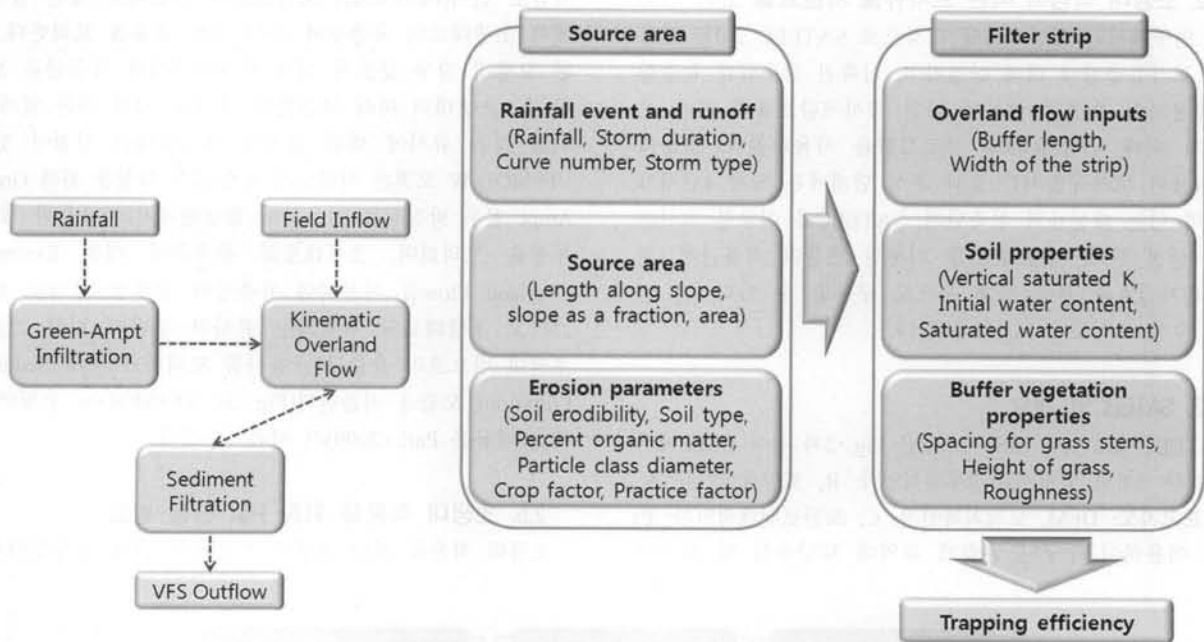 Rainfall
Field Inflow
Green-Ampt
Infiltration
Kinematic
Overland
Flow
Sediment
Filtration
VFS Outflow
Source area
Rainfall event and runoff
(Rainfall, Storm duration,
Curve number, Storm type)
Source area
(Length along slope,
slope as a fraction, area)
Erosion parameters
(Soil erodibility, Soil type,
Percent organic matter,
Particle class diameter,
Crop factor, Practice factor)
Filter strip
Overland flow inputs
(Buffer length,
Width of the strip)
Soil properties
(Vertical saturated K,
Initial water content,
Saturated water content)
Buffer vegetation
properties
(Spacing for grass stems,
Height of grass,
Roughness)
Trapping efficiency